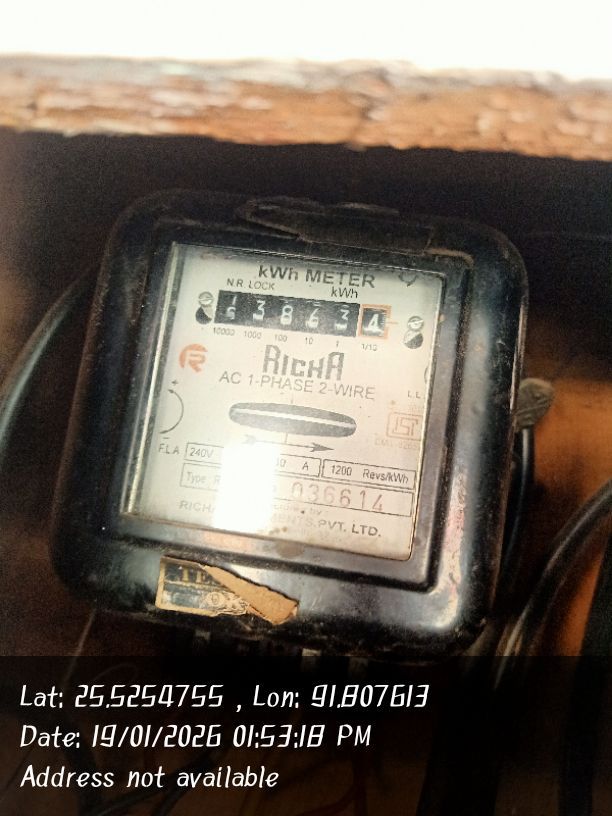 kWh METER
N.R. LOCK kWh
3 8 6 3 4
10000 1000 100 10 1 1/10
RICHA
AC 1-PHASE 2-WIRE
F.L.A
240V A 1200 Revs/kWh
Type
036614
RICHA PVT. LTD.
Lat: 25.5254755 , Lon: 91.807613
Date: 19/01/2026 01:53:18 PM
Address not available